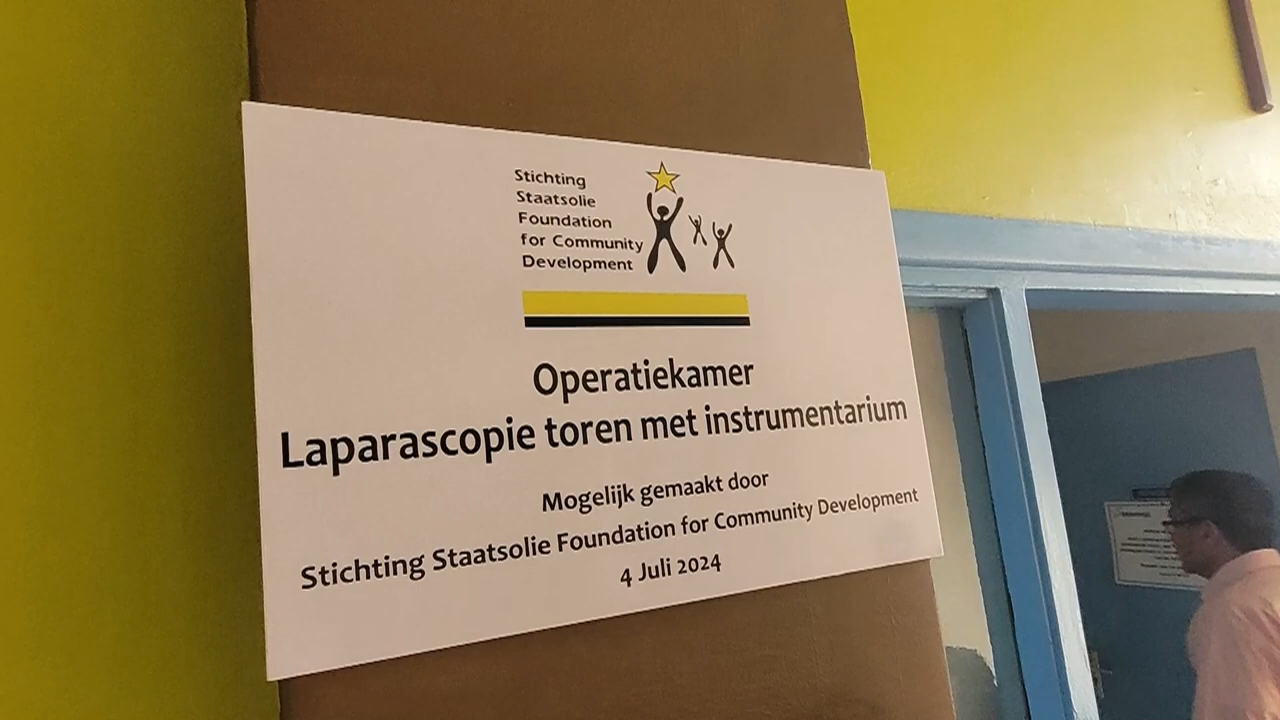 Stichting
Staatsolie
Foundation
for Community
Development
Operatiekamer
Laparascopie toren met instrumentarium
Mogelijk gemaakt door
Stichting Staatsolie Foundation for Community Development
4 Juli 2024